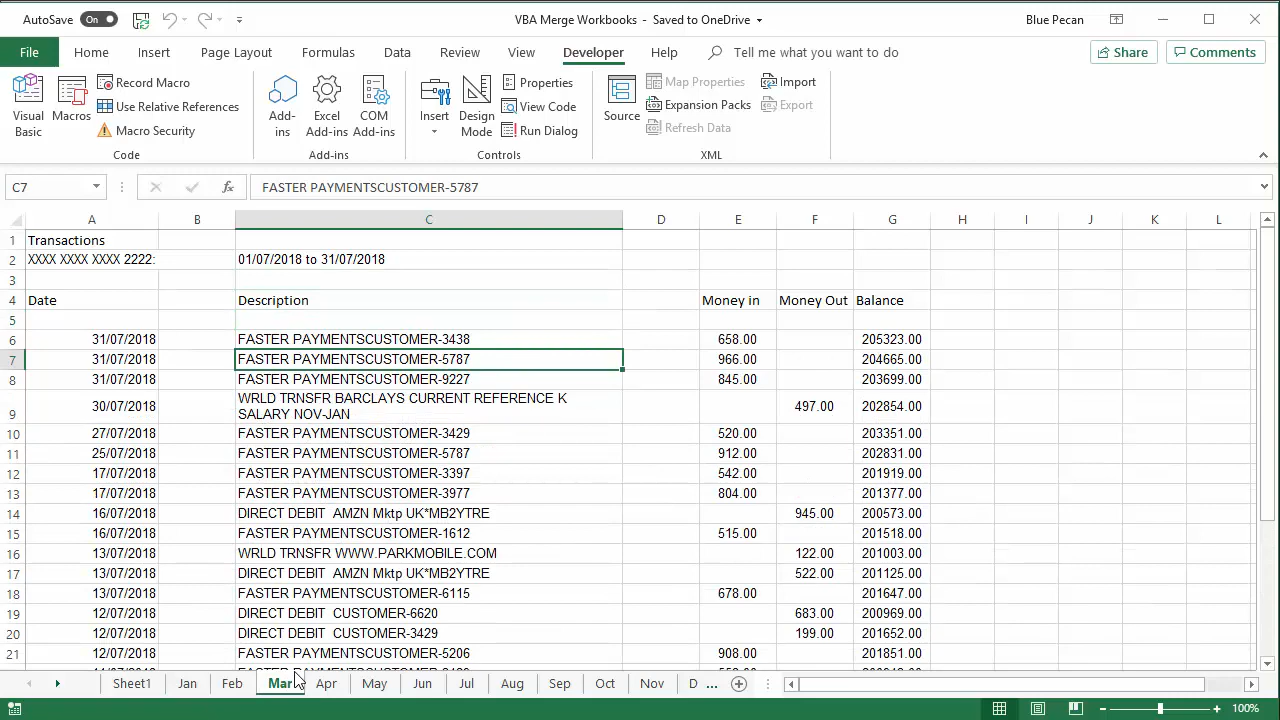 AutoSave On VBA Merge Workbooks - Saved to OneDrive Blue Pecan
File Home Insert Page Layout Formulas Data Review View Developer Help Tell me what you want to do Share Comments
Visual Basic
Macros
Record Macro
Use Relative References
Macro Security
Code
Add-ins
Excel Add-ins
COM Add-ins
Add-ins
Insert
Design Mode
Properties
View Code
Run Dialog
Controls
Source
Map Properties
Expansion Packs
Refresh Data
Import
Export
XML
C7 fx FASTER PAYMENTSCUSTOMER-5787
A B C D E F G H I J K L
1 Transactions
2 XXXX XXXX XXXX 2222: 01/07/2018 to 31/07/2018
3
4 Date Description Money in Money Out Balance
5
6 31/07/2018 FASTER PAYMENTSCUSTOMER-3438 658.00 205323.00
7 31/07/2018 FASTER PAYMENTSCUSTOMER-5787 966.00 204665.00
8 31/07/2018 FASTER PAYMENTSCUSTOMER-9227 845.00 203699.00
WRLD TRNSFR BARCLAYS CURRENT REFERENCE K
9 30/07/2018 SALARY NOV-JAN 497.00 202854.00
10 27/07/2018 FASTER PAYMENTSCUSTOMER-3429 520.00 203351.00
11 25/07/2018 FASTER PAYMENTSCUSTOMER-5787 912.00 202831.00
12 17/07/2018 FASTER PAYMENTSCUSTOMER-3397 542.00 201919.00
13 17/07/2018 FASTER PAYMENTSCUSTOMER-3977 804.00 201377.00
14 16/07/2018 DIRECT DEBIT AMZN Mktp UK*MB2YTRE 945.00 200573.00
15 16/07/2018 FASTER PAYMENTSCUSTOMER-1612 515.00 201518.00
16 13/07/2018 WRLD TRNSFR WWW.PARKMOBILE.COM 122.00 201003.00
17 13/07/2018 DIRECT DEBIT AMZN Mktp UK*MB2YTRE 522.00 201125.00
18 13/07/2018 FASTER PAYMENTSCUSTOMER-6115 678.00 201647.00
19 12/07/2018 DIRECT DEBIT CUSTOMER-6620 683.00 200969.00
20 12/07/2018 DIRECT DEBIT CUSTOMER-3429 199.00 201652.00
21 12/07/2018 FASTER PAYMENTSCUSTOMER-5206 908.00 201851.00
Sheet1 Jan Feb Mar Apr May Jun Jul Aug Sep Oct Nov D ...
100%